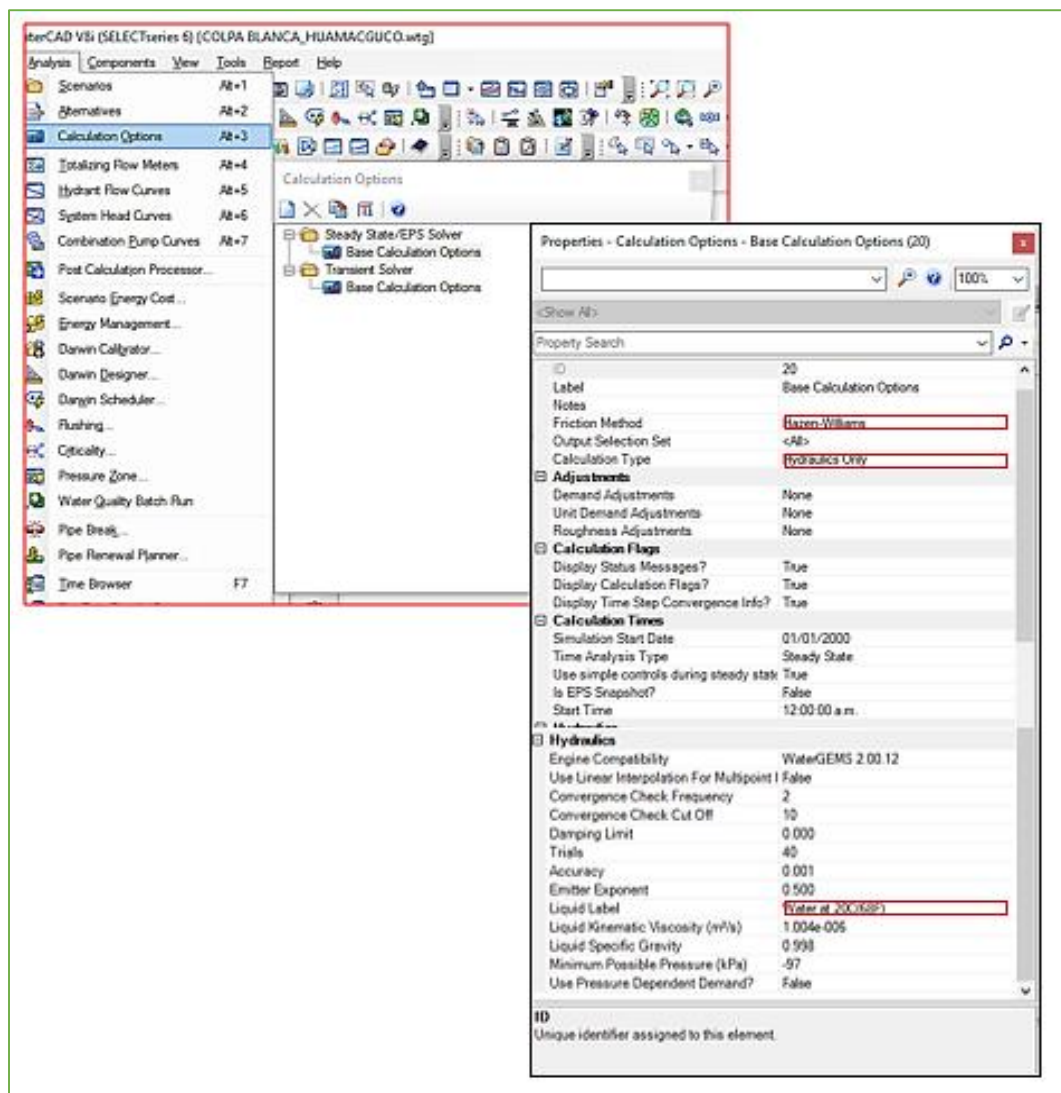 terCAD V8i (SELECTseries 6) [COLPA BLANCA_HUAMACGUCO.wtg]
Analysis Components View Tools Report Help
Scenarios Alt+1
Alternatives Alt+2
Calculation Options Alt+3
Totalizing Flow Meters Alt+4
Hydrant Flow Curves Alt+5
System Head Curves Alt+6
Combination Pump Curves Alt+7
Post Calculation Processor...
Scenario Energy Cost...
Energy Management...
Darwin Calibrator...
Darwin Designer...
Darwin Scheduler...
Flushing...
Criticality...
Pressure Zone...
Water Quality Batch Run
Pipe Break...
Pipe Renewal Planner...
Time Browser F7
Calculation Options
Steady State/EPS Solver
Base Calculation Options
Transient Solver
Base Calculation Options
Properties - Calculation Options - Base Calculation Options (20)
100%
<Show All>
Property Search
ID 20
Label Base Calculation Options
Notes
Friction Method Hazen-Williams
Output Selection Set <All>
Calculation Type Hydraulics Only
Adjustments
Demand Adjustments None
Unit Demand Adjustments None
Roughness Adjustments None
Calculation Flags
Display Status Messages? True
Display Calculation Flags? True
Display Time Step Convergence Info? True
Calculation Times
Simulation Start Date 01/01/2000
Time Analysis Type Steady State
Use simple controls during steady state True
Is EPS Snapshot? False
Start Time 12:00:00 a.m.
Hydraulics
Engine Compatibility WaterGEMS 2.00.12
Use Linear Interpolation For Multipoint False
Convergence Check Frequency 2
Convergence Check Cut Off 10
Damping Limit 0.000
Trials 40
Accuracy 0.001
Emitter Exponent 0.500
Liquid Label Water at 20C(68F)
Liquid Kinematic Viscosity (m²/s) 1.004e-006
Liquid Specific Gravity 0.998
Minimum Possible Pressure (kPa) -97
Use Pressure Dependent Demand? False
ID
Unique identifier assigned to this element.